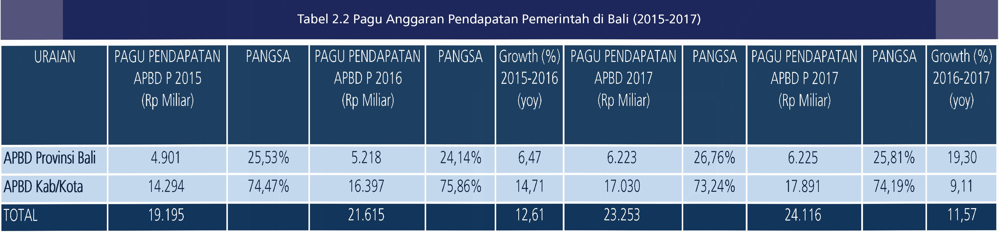 Tabel 2.2 Pagu Anggaran Pendapatan Pemerintah di Bali (2015-2017)
URAIAN PAGU PENDAPATAN PANGSA PAGU PENDAPATAN PANGSA Growth (%) PAGU PENDAPATAN PANGSA PAGU PENDAPATAN PANGSA Growth (%)
APBD P 2015 APBD P 2016 2015-2016 APBD 2017 APBD P 2017 2016-2017
(Rp Miliar) (Rp Miliar) (yoy) (Rp Miliar) (Rp Miliar) (yoy)
APBD Provinsi Bali 4.901 25,53% 5.218 24,14% 6,47 6.223 26,76% 6.225 25,81% 19,30
APBD Kab/Kota 14.294 74,47% 16.397 75,86% 14,71 17.030 73,24% 17.891 74,19% 9,11
TOTAL 19.195 21.615 12,61 23.253 24.116 11,57